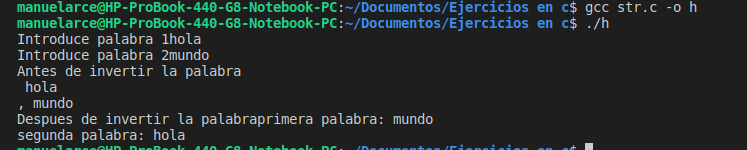 manuelarce@HP-ProBook-440-G8-Notebook-PC:~/Documentos/Ejercicios en c$ gcc str.c -o h
manuelarce@HP-ProBook-440-G8-Notebook-PC:~/Documentos/Ejercicios en c$ ./h
Introduce palabra 1hola
Introduce palabra 2mundo
Antes de invertir la palabra
 hola
, mundo
Despues de invertir la palabraprimera palabra: mundo
segunda palabra: hola
manuelarce@HP-ProBook-440-G8-Notebook-PC:~/Documentos/Ejercicios en c$